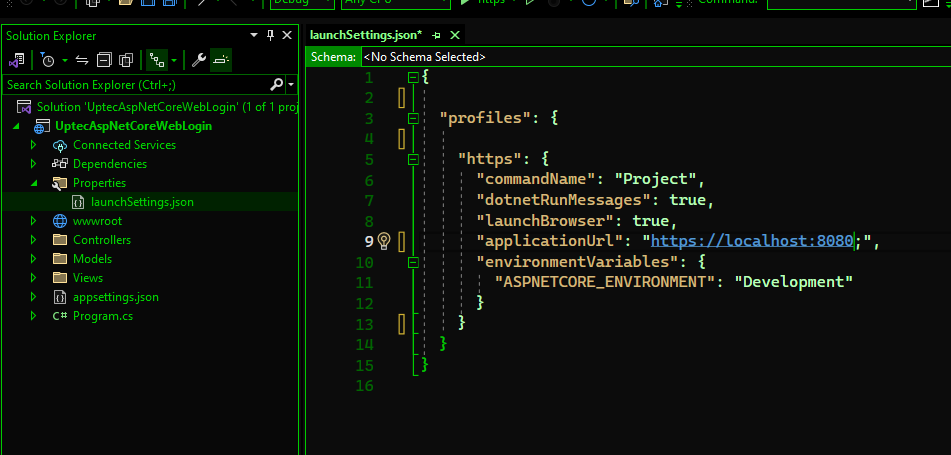 Debug
Any CPU
https
Command:
Solution Explorer
Search Solution Explorer (Ctrl+;)
Solution 'UptecAspNetCoreWebLogin' (1 of 1 proj
UptecAspNetCoreWebLogin
Connected Services
Dependencies
Properties
launchSettings.json
wwwroot
Controllers
Models
Views
appsettings.json
C# Program.cs
launchSettings.json*
Schema: <No Schema Selected>
1 {
2
3 "profiles": {
4
5 "https": {
6 "commandName": "Project",
7 "dotnetRunMessages": true,
8 "launchBrowser": true,
9 "applicationUrl": "https://localhost:8080;",
10 "environmentVariables": {
11 "ASPNETCORE_ENVIRONMENT": "Development"
12 }
13 }
14 }
15 }
16